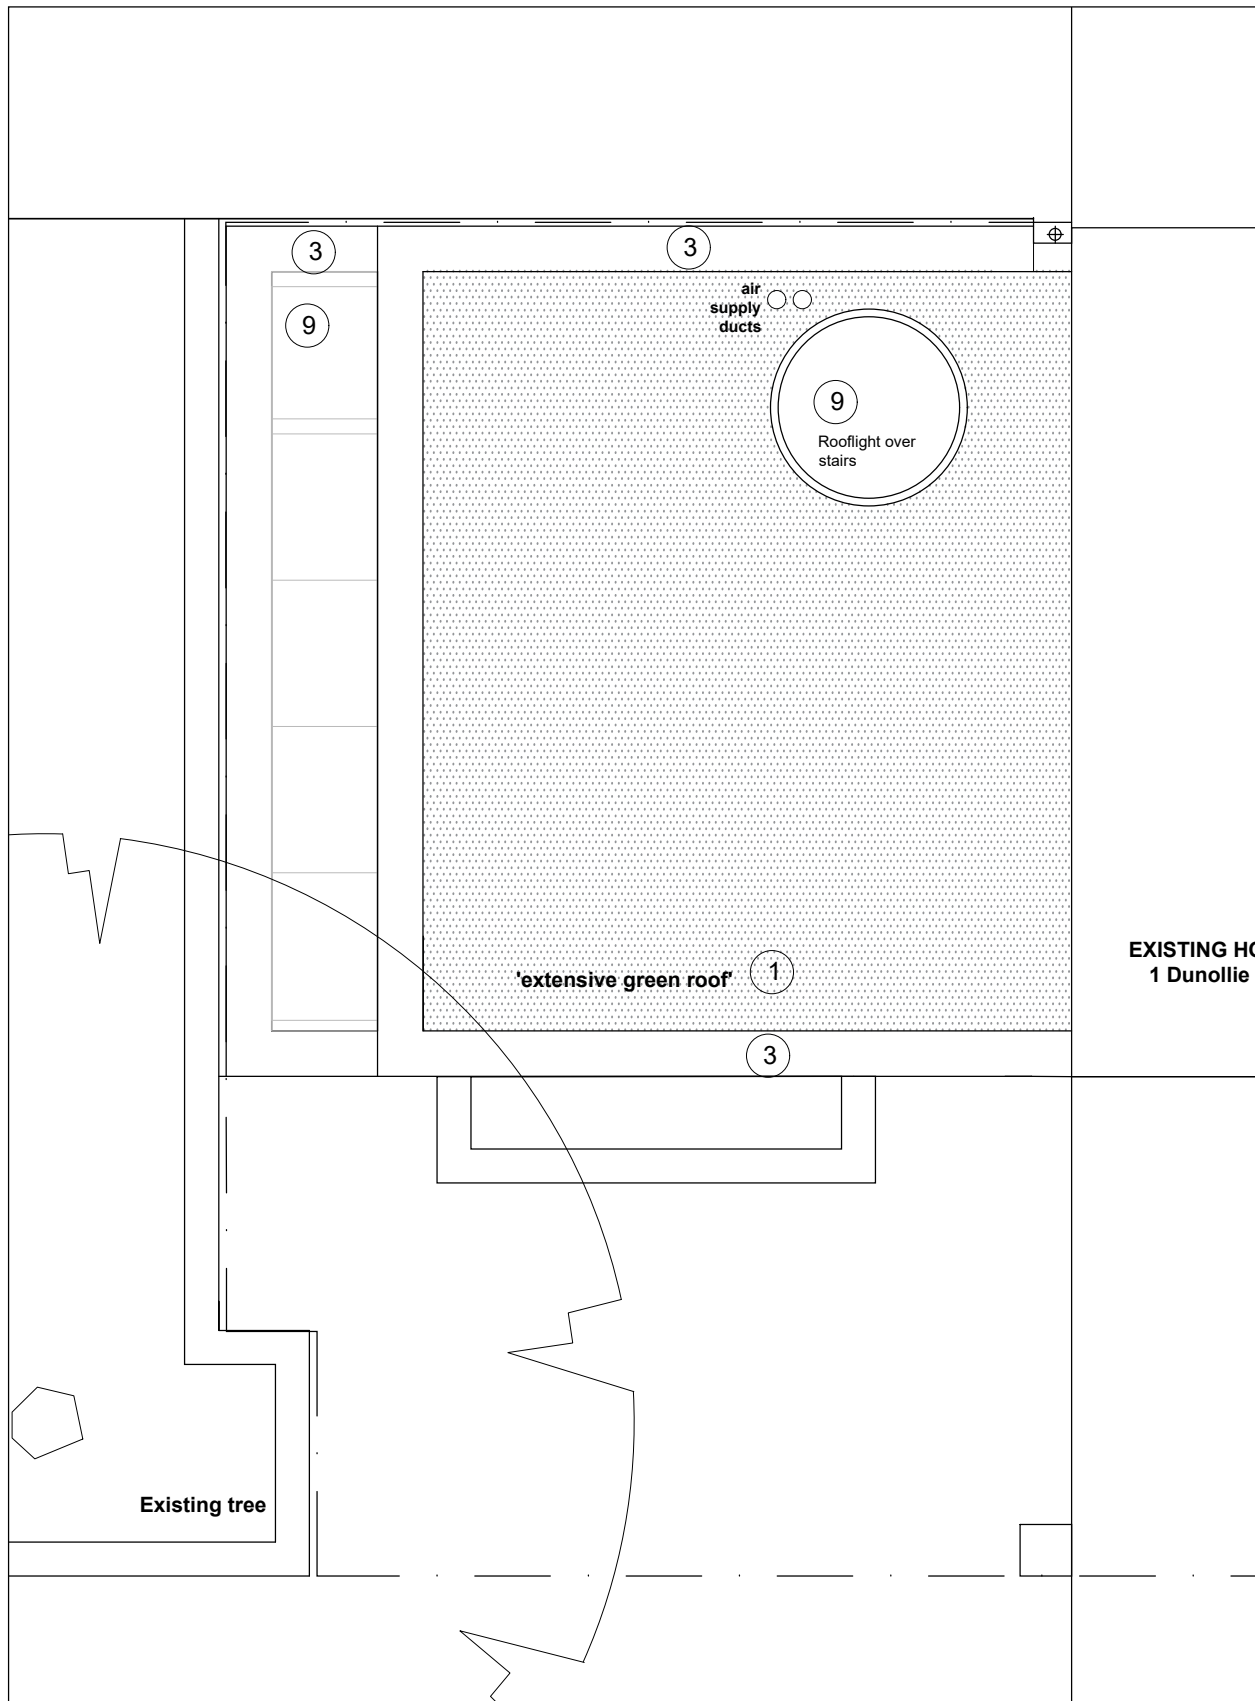 3
3
air
supply
ducts
9
9
Rooflight over
stairs
EXISTING HO
1 Dunollie
'extensive green roof'
1
3
Existing tree